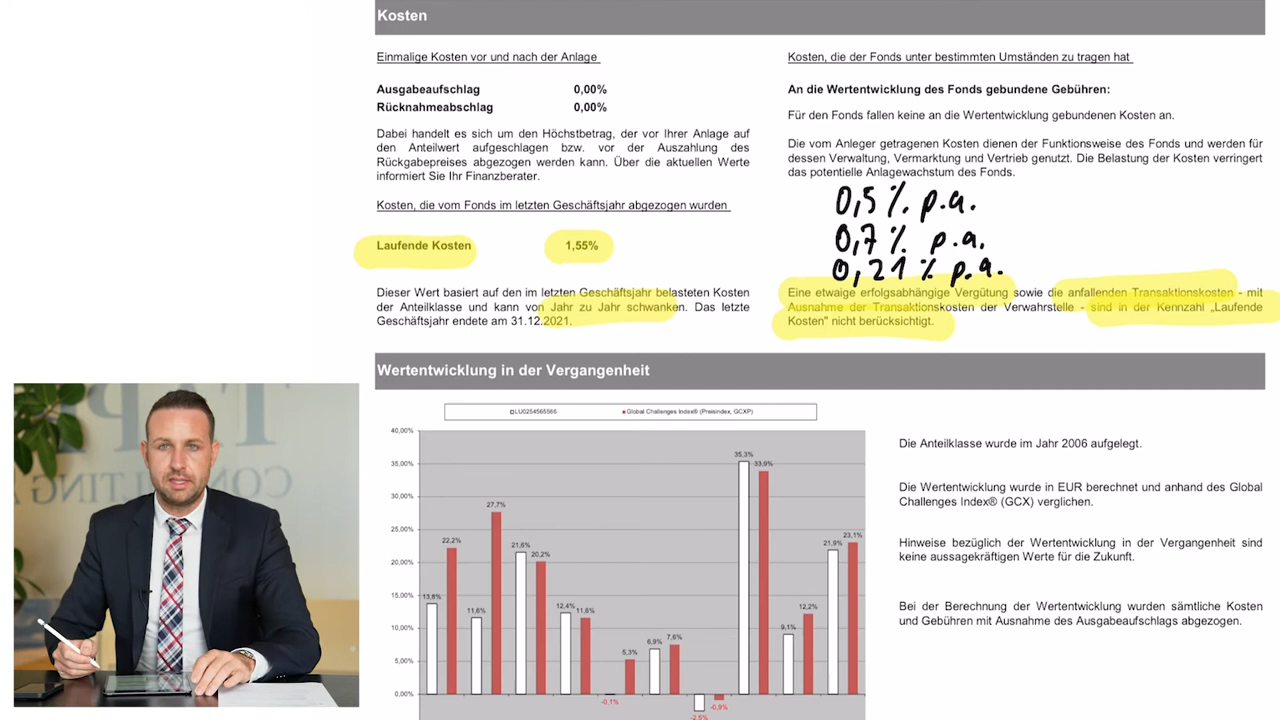 Kosten
Einmalige Kosten vor und nach der Anlage
Ausgabeaufschlag 0,00%
Rücknahmeabschlag 0,00%
Dabei handelt es sich um den Höchstbetrag, der vor Ihrer Anlage auf
den Anteilwert aufgeschlagen bzw. vor der Auszahlung des
Rückgabepreises abgezogen werden kann. Über die aktuellen Werte
informiert Sie Ihr Finanzberater.
Kosten, die vom Fonds im letzten Geschäftsjahr abgezogen wurden
Laufende Kosten 1,55%
Dieser Wert basiert auf den im letzten Geschäftsjahr belasteten Kosten
der Anteilklasse und kann von Jahr zu Jahr schwanken. Das letzte
Geschäftsjahr endete am 31.12.2021.
Kosten, die der Fonds unter bestimmten Umständen zu tragen hat
An die Wertentwicklung des Fonds gebundene Gebühren:
Für den Fonds fallen keine an die Wertentwicklung gebundenen Kosten an.
Die vom Anleger getragenen Kosten dienen der Funktionsweise des Fonds und werden für
dessen Verwaltung, Vermarktung und Vertrieb genutzt. Die Belastung der Kosten verringert
das potentielle Anlagewachstum des Fonds.
0,5 % p.a.
0,7 % p.a.
0,21 % p.a.
Eine etwaige erfolgsabhängige Vergütung sowie die anfallenden Transaktionskosten - mit
Ausnahme der Transaktionskosten der Verwahrstelle - sind in der Kennzahl „Laufende
Kosten" nicht berücksichtigt.
Wertentwicklung in der Vergangenheit
LU0254565566 Global Challenges Index® (Preisindex, GCXP)
40,00%
35,00%
30,00%
25,00%
20,00%
15,00%
10,00%
5,00%
0,00%
13,8% 22,2%
11,6% 27,7%
21,6% 20,2%
12,4% 11,6%
-0,1% 5,3%
6,9% 7,6%
-2,5% -0,9%
35,3% 33,9%
9,1% 12,2%
21,9% 23,1%
Die Anteilklasse wurde im Jahr 2006 aufgelegt.
Die Wertentwicklung wurde in EUR berechnet und anhand des Global
Challenges Index® (GCX) verglichen.
Hinweise bezüglich der Wertentwicklung in der Vergangenheit sind
keine aussagekräftigen Werte für die Zukunft.
Bei der Berechnung der Wertentwicklung wurden sämtliche Kosten
und Gebühren mit Ausnahme des Ausgabeaufschlags abgezogen.